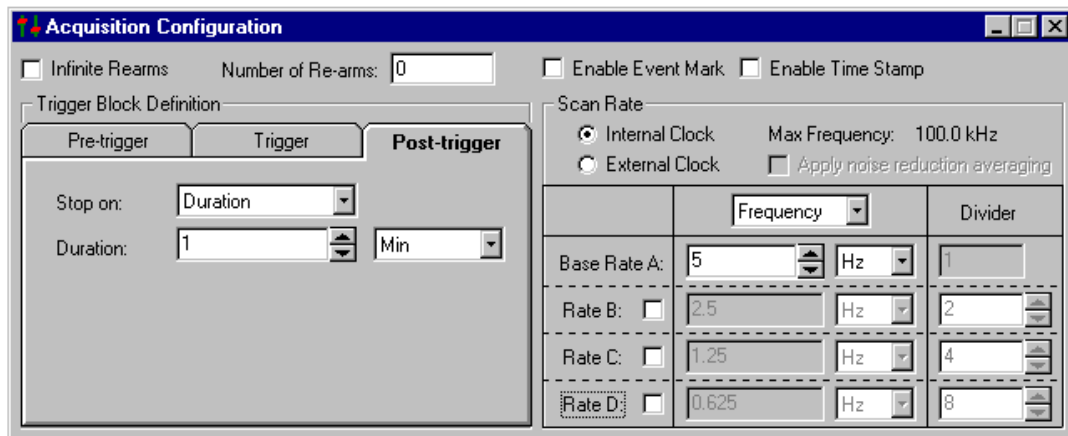 Acquisition Configuration
Infinite Rearms Number of Re-arms: 0 Enable Event Mark Enable Time Stamp
Trigger Block Definition
Pre-trigger Trigger Post-trigger
Stop on: Duration
Duration: 1 Min
Scan Rate
Internal Clock Max Frequency: 100.0 kHz
External Clock Apply noise reduction averaging
Frequency Divider
Base Rate A: 5 Hz 1
Rate B: 2.5 Hz 2
Rate C: 1.25 Hz 4
Rate D: 0.625 Hz 8